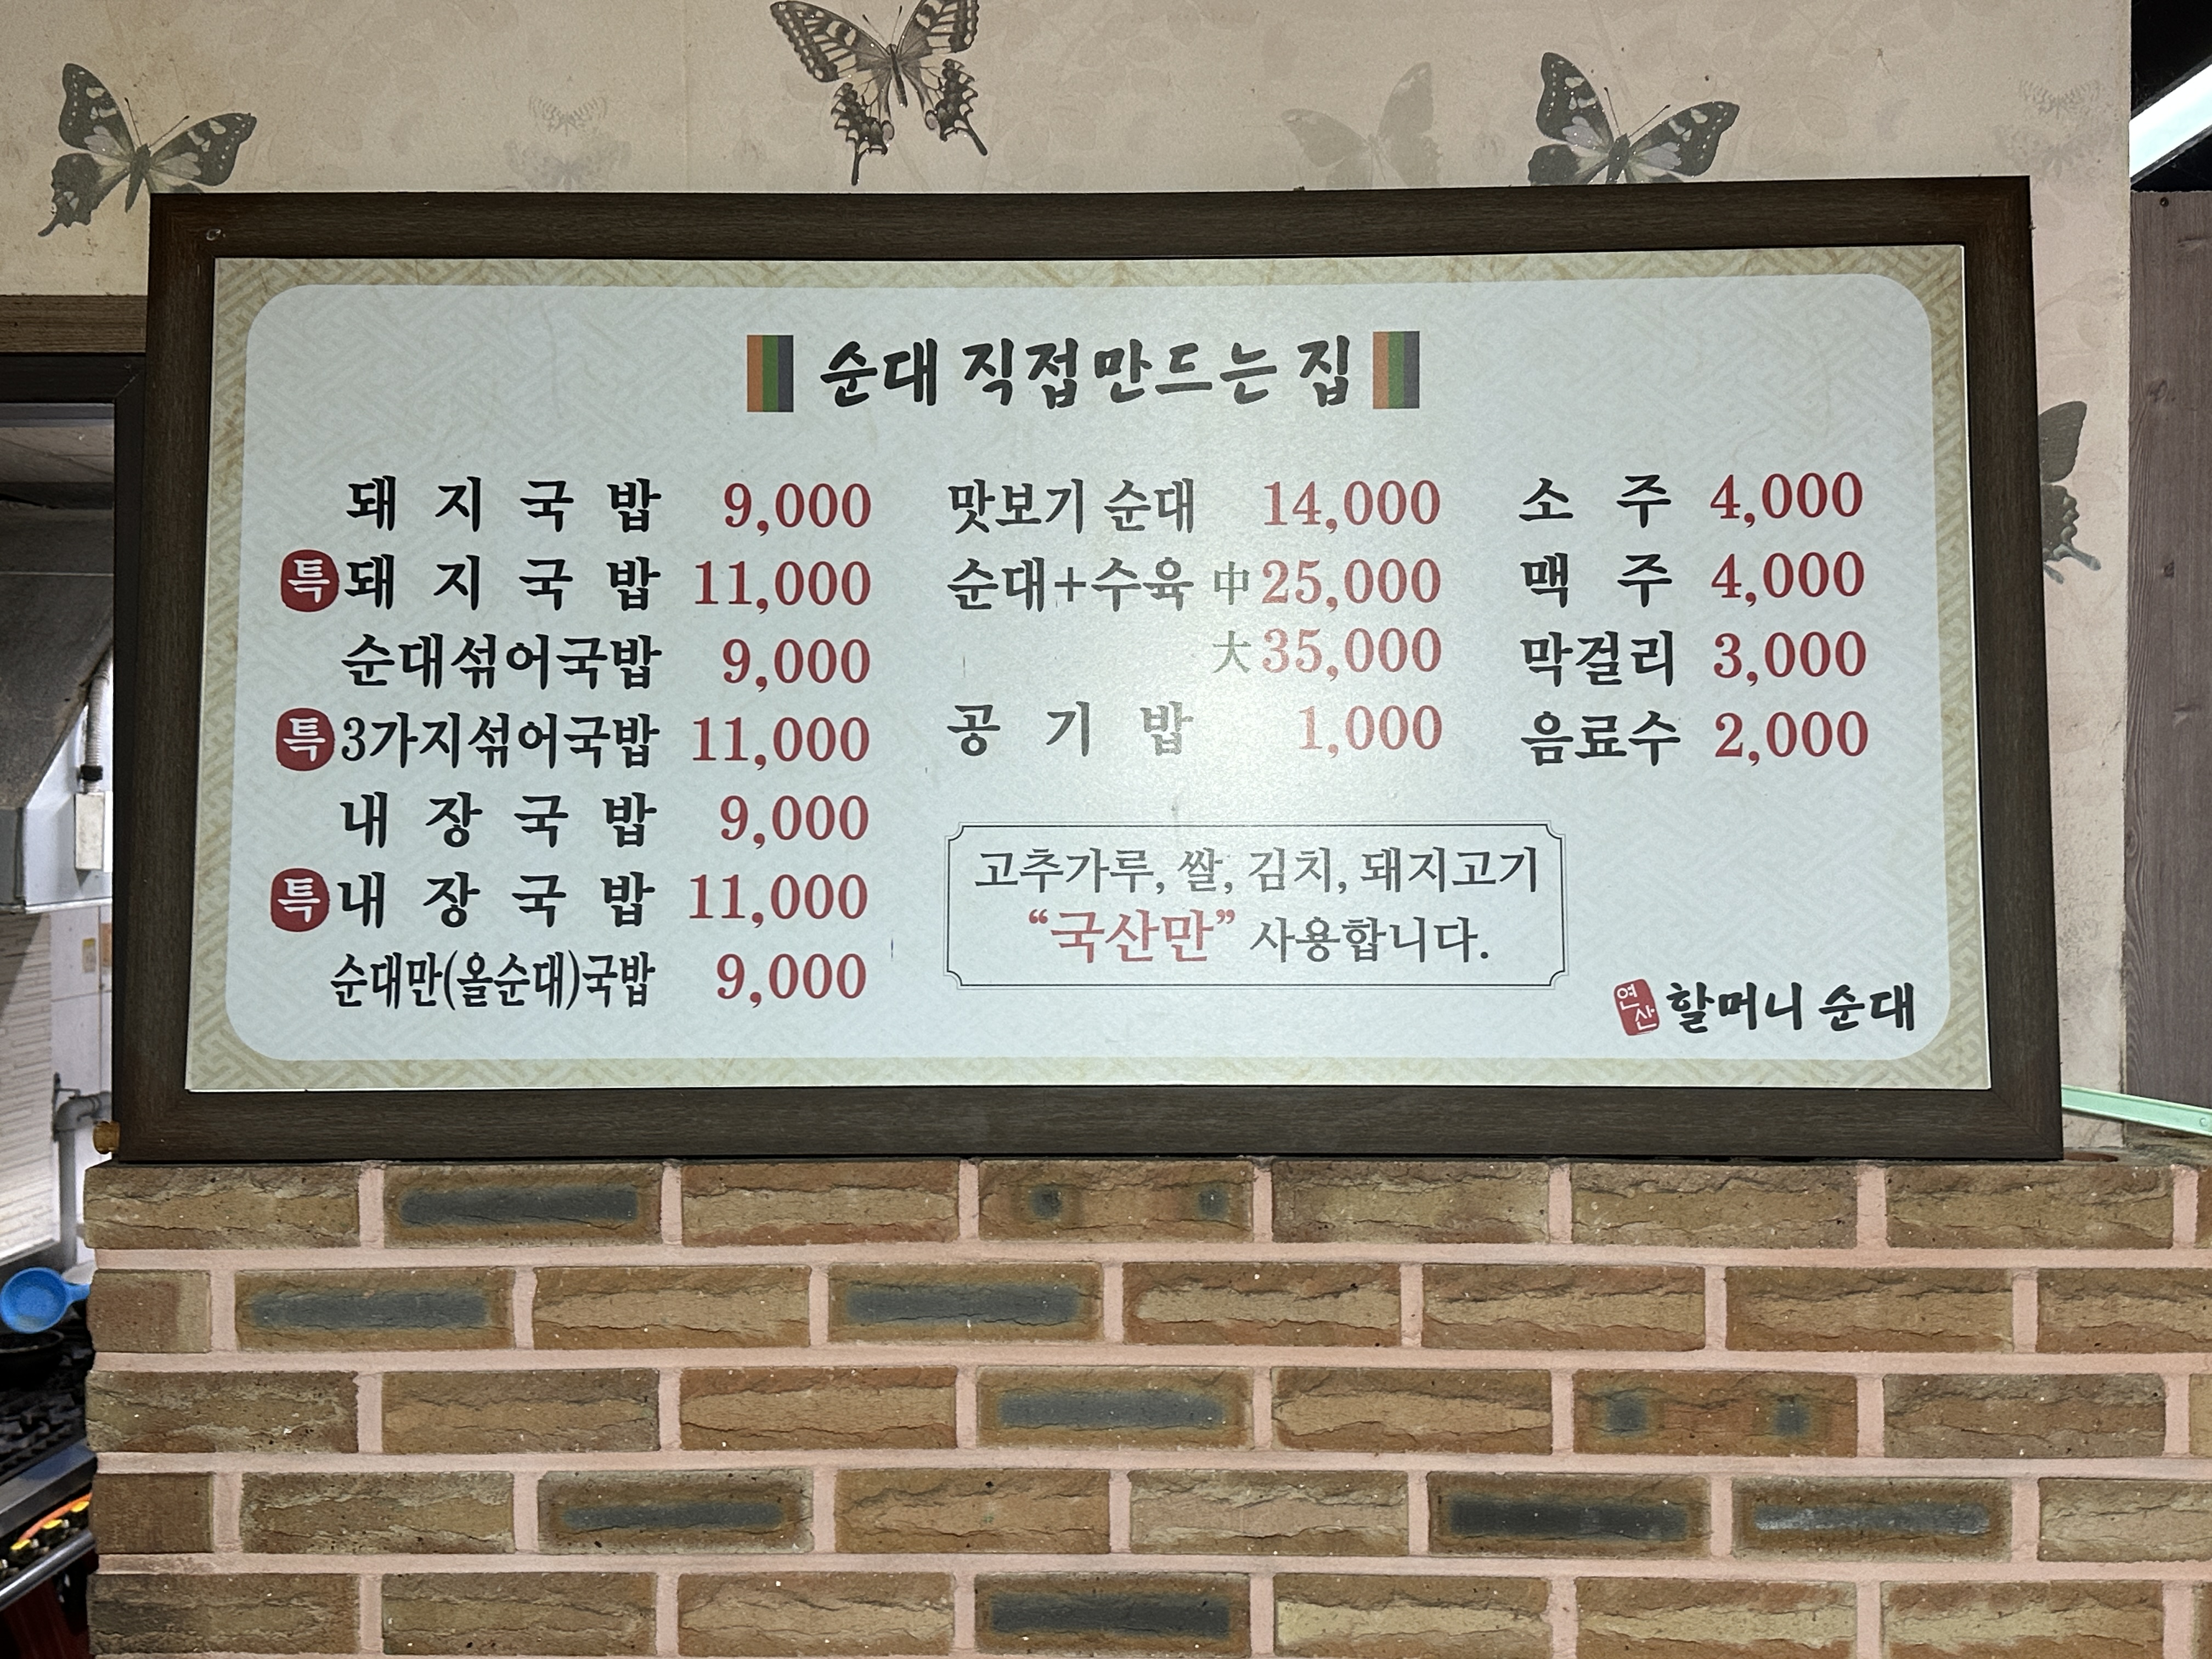 순대 직접만드는 집
돼지국밥 9,000
특 돼지국밥 11,000
순대섞어국밥 9,000
특 3가지섞어국밥 11,000
내장국밥 9,000
특 내장국밥 11,000
순대만(올순대)국밥 9,000
맛보기 순대 14,000
순대+수육 中 25,000
大 35,000
공기밥 1,000
소주 4,000
맥주 4,000
막걸리 3,000
음료수 2,000
고추가루, 쌀, 김치, 돼지고기
“국산만” 사용합니다.
연산 할머니 순대